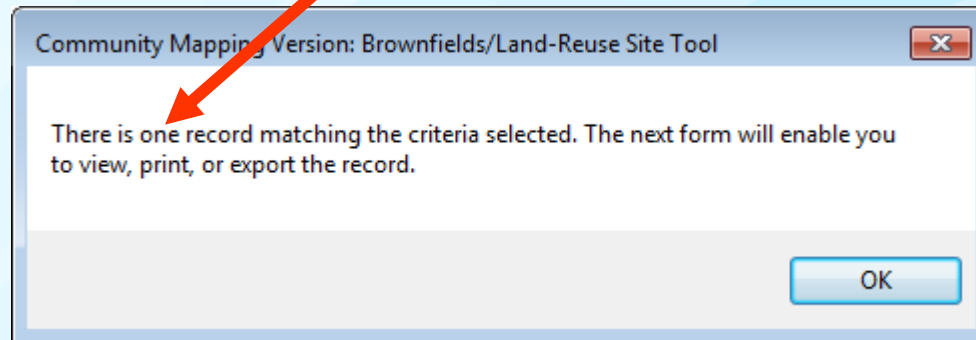 Community Mapping Version: Brownfields/Land-Reuse Site Tool
There is one record matching the criteria selected. The next form will enable you
to view, print, or export the record.
OK